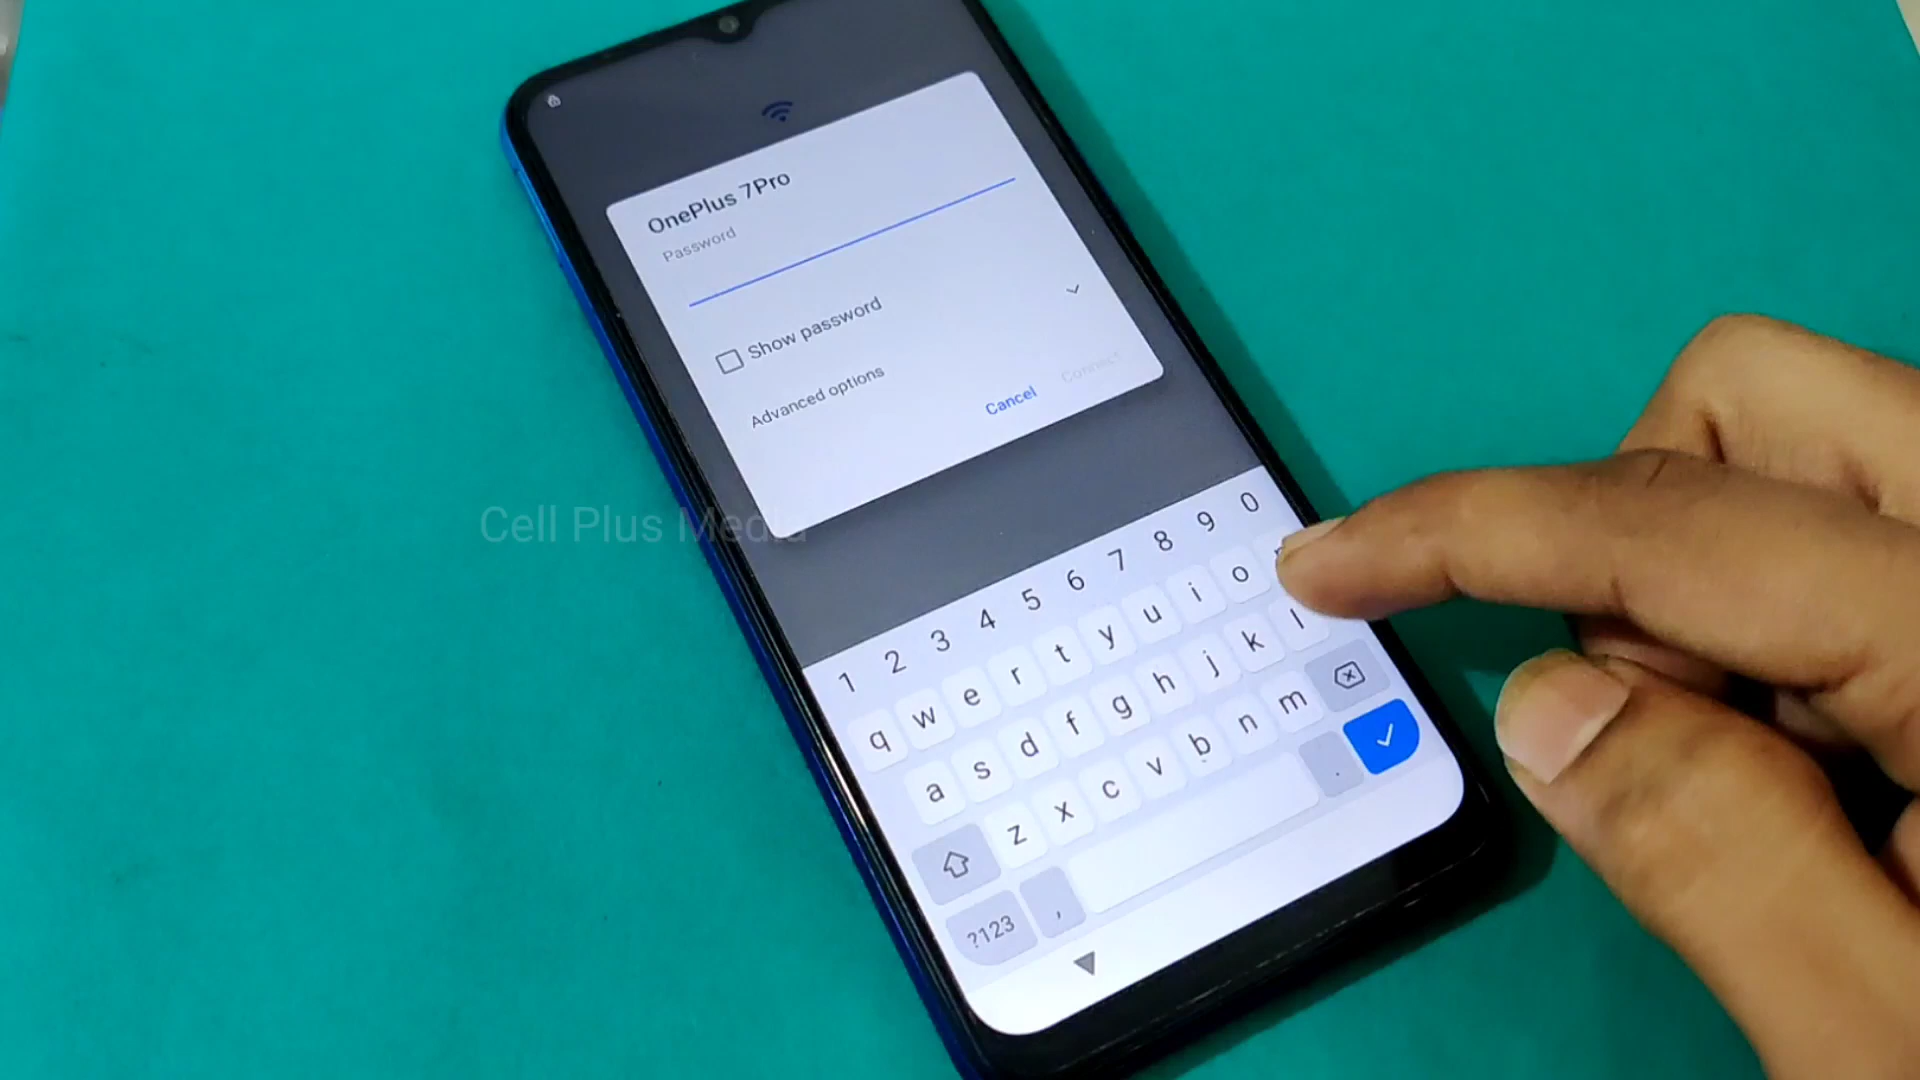 OnePlus 7Pro
Password
Show password
Advanced options
Cancel
Connect
Cell Plus Media
1 2 3 4 5 6 7 8 9 0
q w e r t y u i o
a s d f g h j k l
z x c v b n m
?123 , .